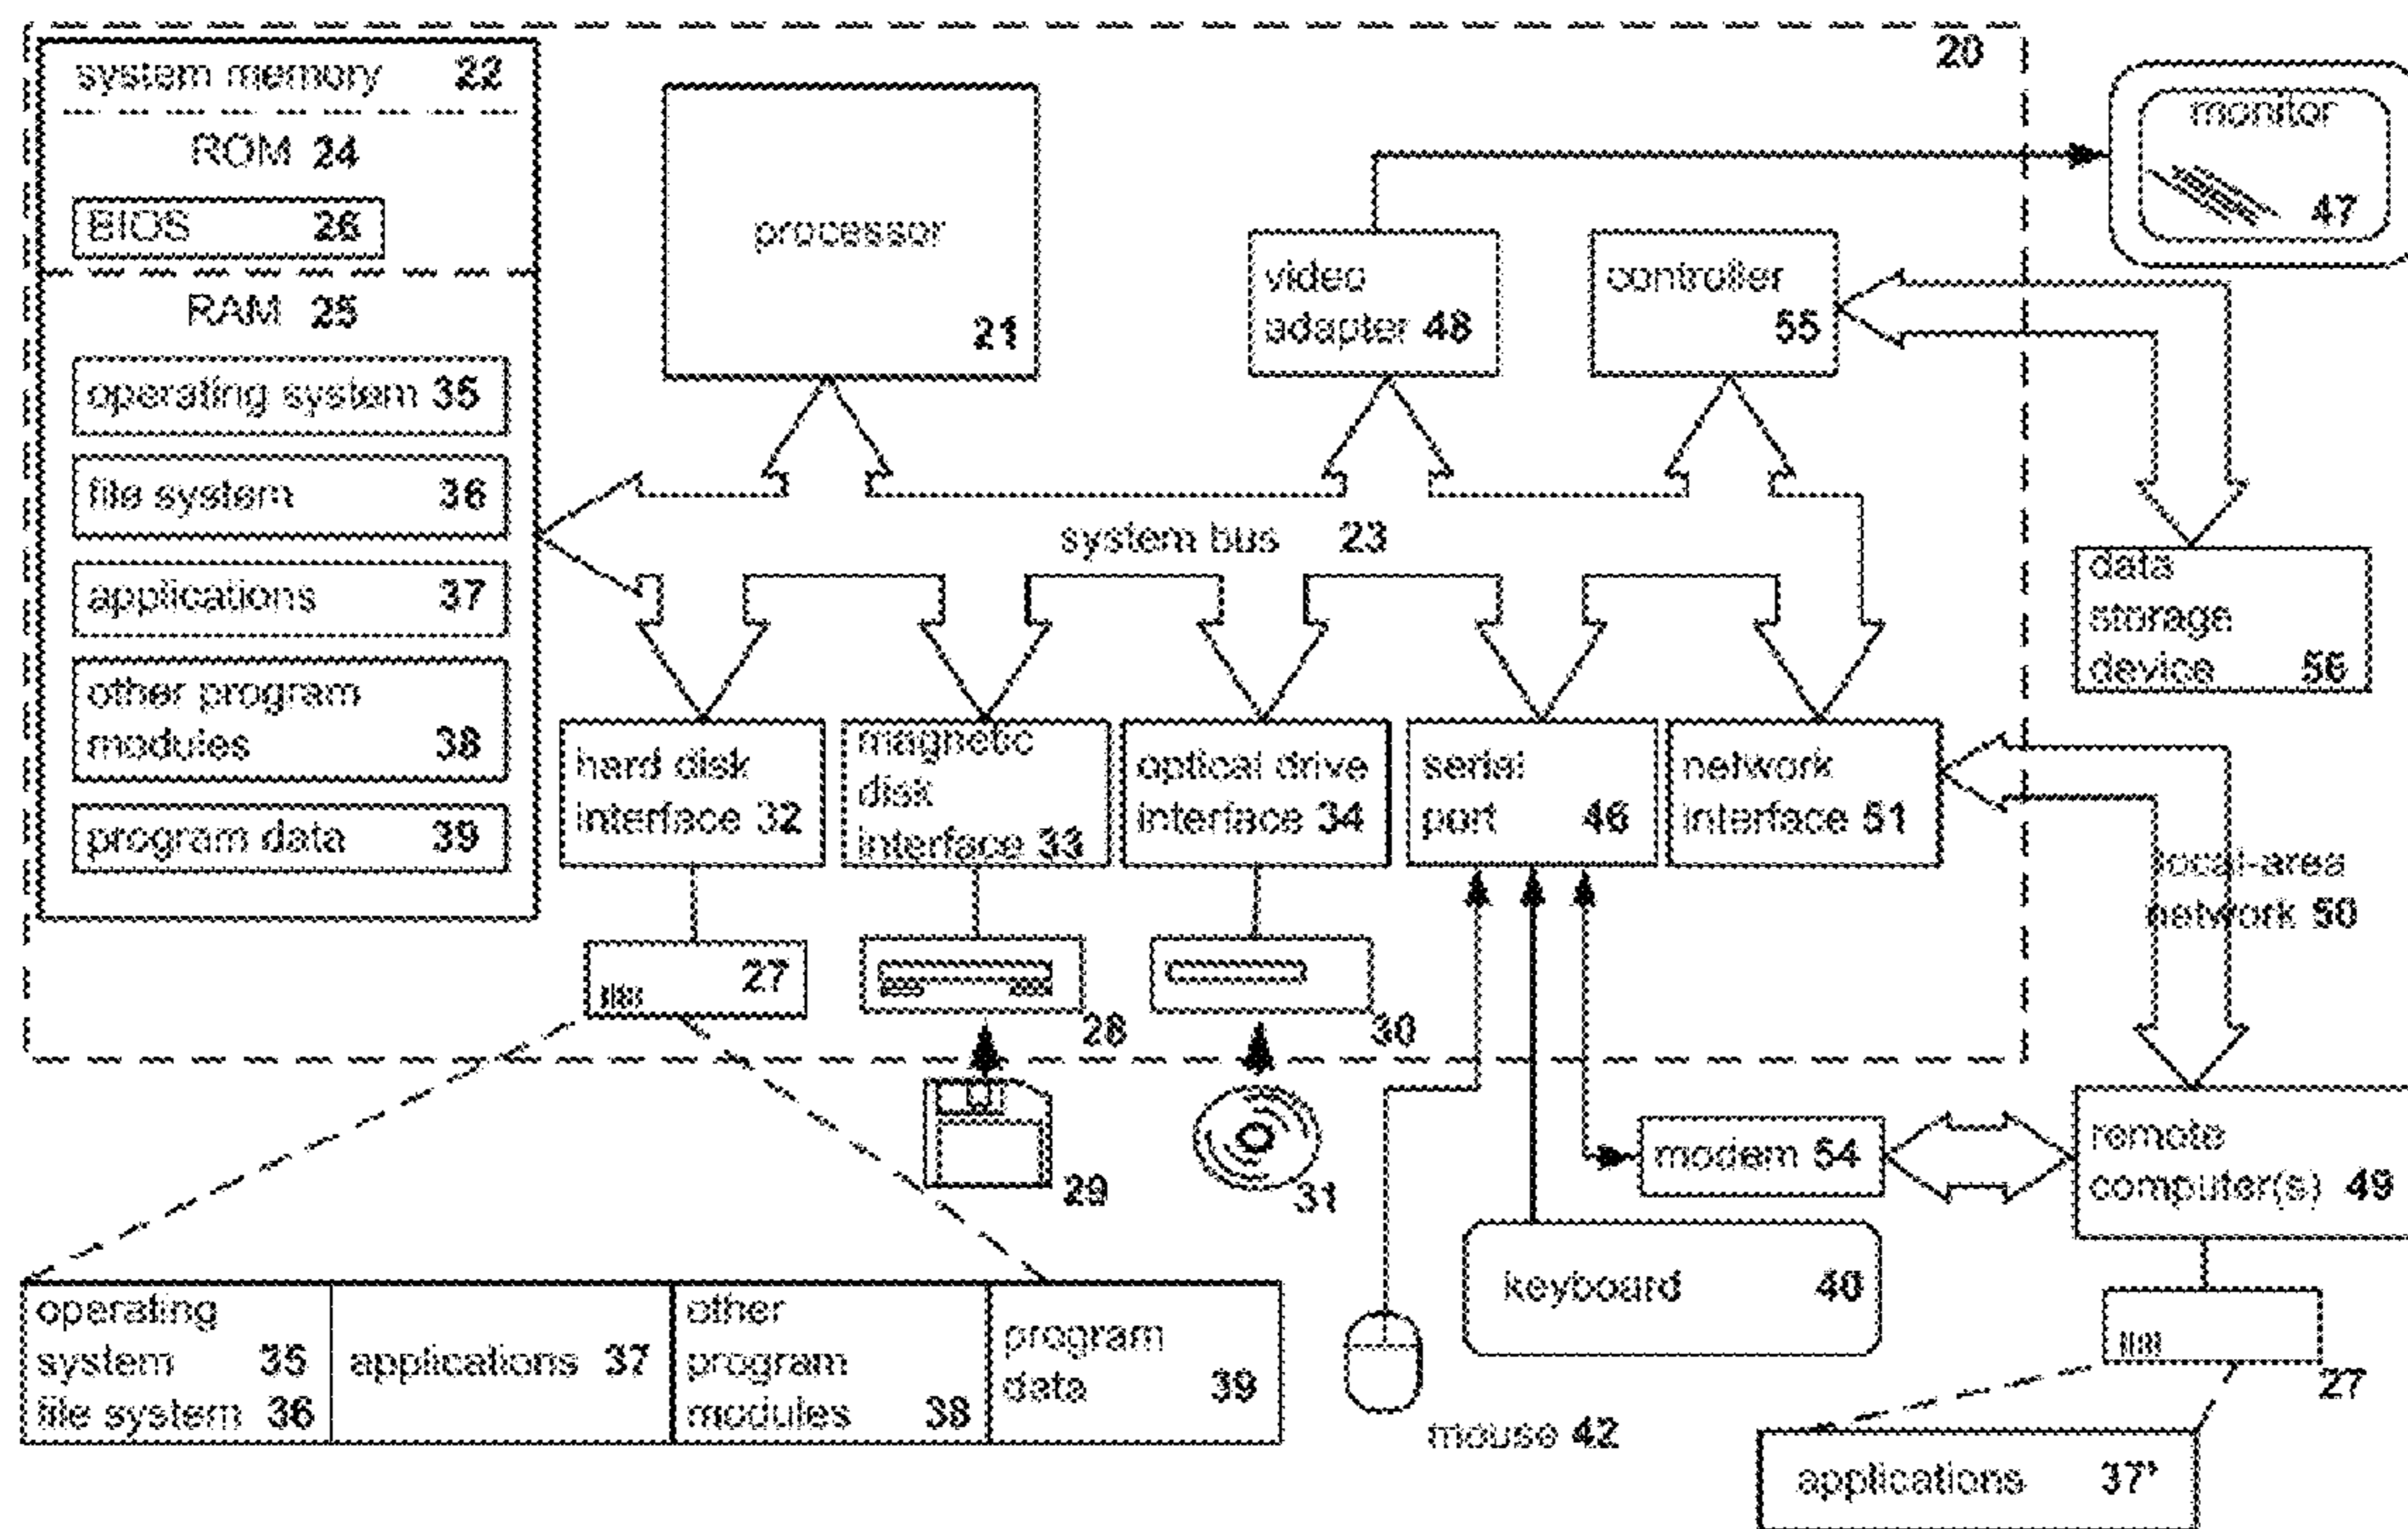 20
system memory 22
ROM 24
BIOS 26
RAM 25
operating system 35
file system 36
applications 37
other program
modules 38
program data 39
processor
21
video
adapter 48
controller
55
monitor
47
system bus 23
data
storage
device 56
hard disk
interface 32
magnetic
disk
interface 33
optical drive
interface 34
serial
port 46
network
interface 51
local-area
network 50
27
28
30
29
31
modem 54
remote
computer(s) 49
keyboard 40
mouse 42
27
operating
system 35
file system 36
applications 37
other
program
modules 38
program
data 39
applications 37'